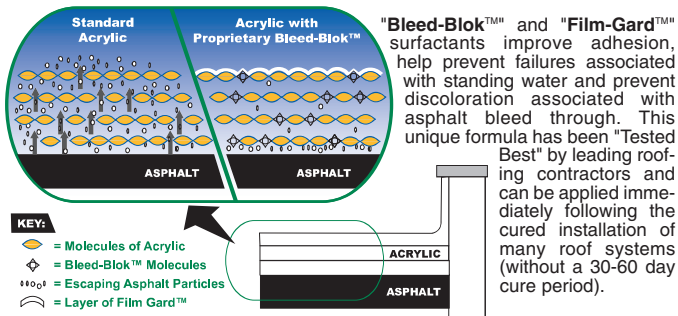 Standard
Acrylic
Acrylic with
Proprietary Bleed-Blok™
ASPHALT
ASPHALT
KEY:
= Molecules of Acrylic
= Bleed-Blok™ Molecules
= Escaping Asphalt Particles
= Layer of Film Gard™
ACRYLIC
ASPHALT
"Bleed-Blok™" and "Film-Gard™"
surfactants improve adhesion,
help prevent failures associated
with standing water and prevent
discoloration associated with
asphalt bleed through. This
unique formula has been "Tested
Best" by leading roof-
ing contractors and
can be applied imme-
diately following the
cured installation of
many roof systems
(without a 30-60 day
cure period).